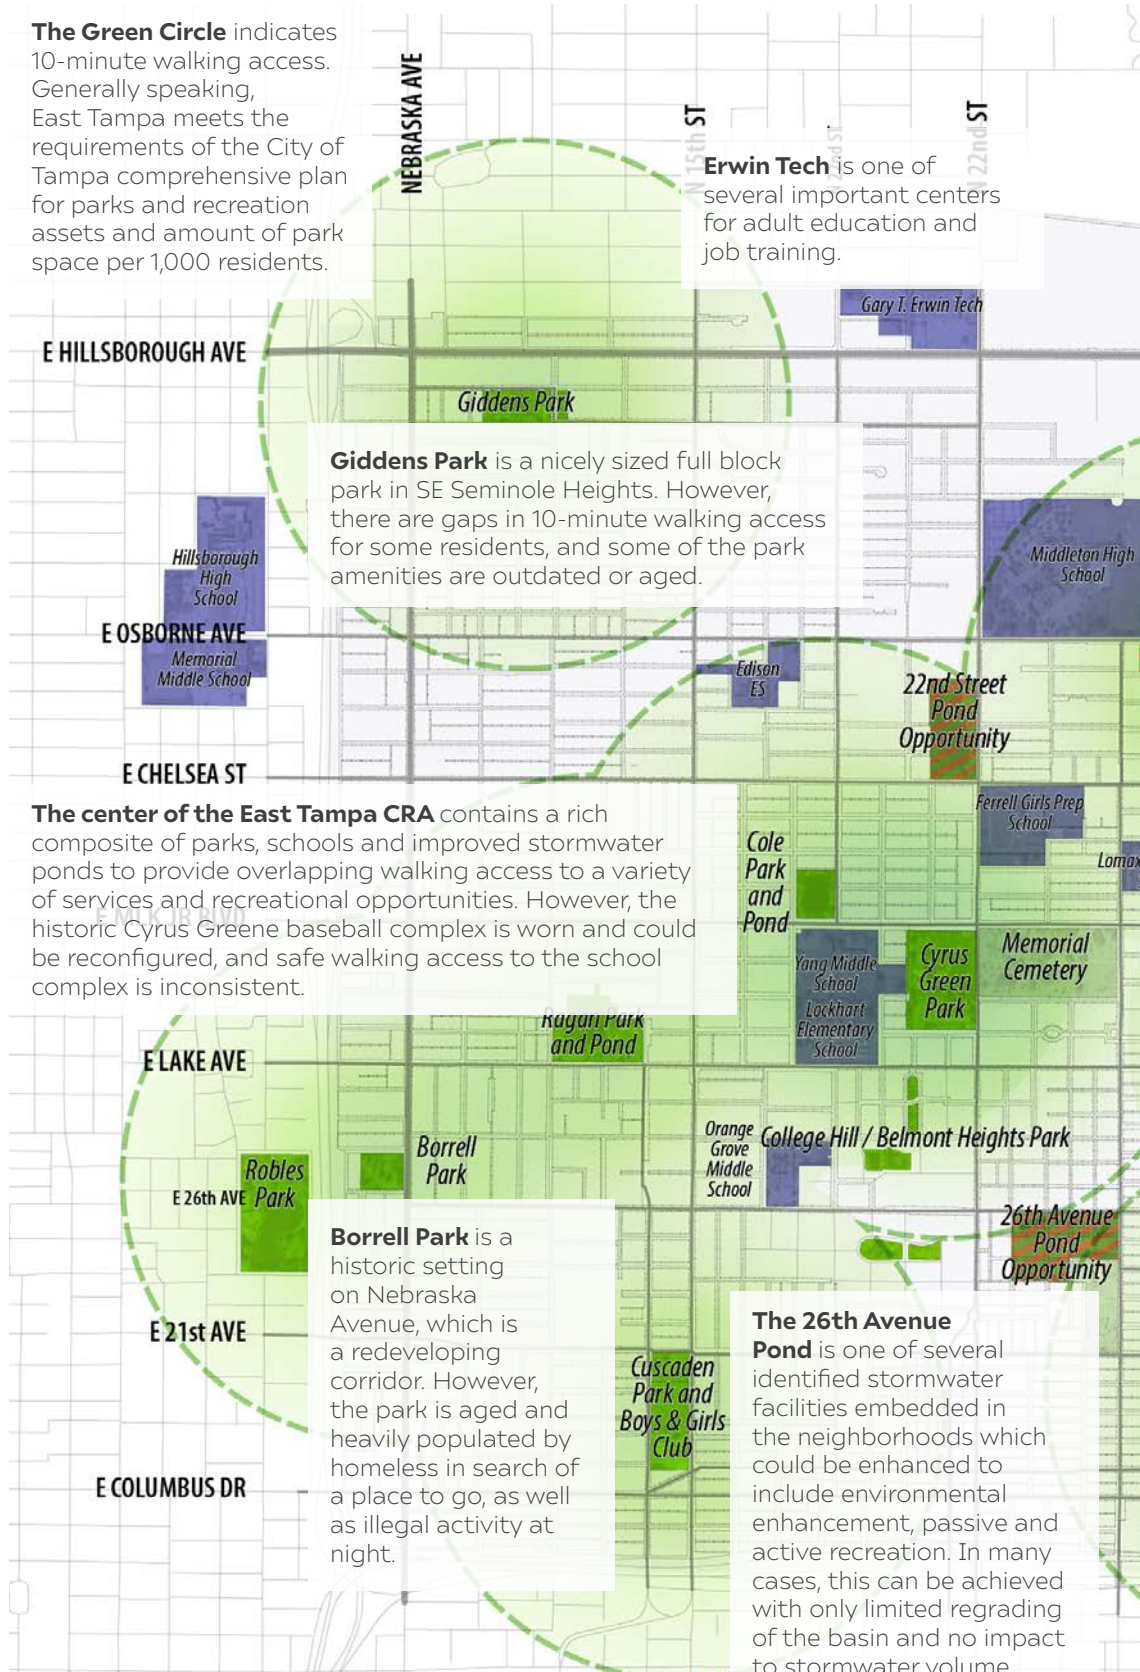 The Green Circle indicates
10-minute walking access.
Generally speaking,
East Tampa meets the
requirements of the City of
Tampa comprehensive plan
for parks and recreation
assets and amount of park
space per 1,000 residents.
NEBRASKA AVE
N 15th ST
N 22nd ST
N 22nd ST
Erwin Tech is one of
several important centers
for adult education and
job training.
Gary T. Erwin Tech
E HILLSBOROUGH AVE
Giddens Park
Giddens Park is a nicely sized full block
park in SE Seminole Heights. However,
there are gaps in 10-minute walking access
for some residents, and some of the park
amenities are outdated or aged.
Hillsborough
High
School
Middleton High
School
E OSBORNE AVE
Memorial
Middle School
Edison
ES
22nd Street
Pond
Opportunity
E CHELSEA ST
The center of the East Tampa CRA contains a rich
composite of parks, schools and improved stormwater
ponds to provide overlapping walking access to a variety
of services and recreational opportunities. However, the
historic Cyrus Greene baseball complex is worn and could
be reconfigured, and safe walking access to the school
complex is inconsistent.
E MLK JR BLVD
Ferrell Girls Prep
School
Lomax
Cole
Park
and
Pond
Yang Middle
School
Lockhart
Elementary
School
Cyrus
Green
Park
Memorial
Cemetery
Ragan Park
and Pond
E LAKE AVE
Orange
Grove
Middle
School
College Hill / Belmont Heights Park
Borrell
Park
Robles
Park
E 26th AVE
26th Avenue
Pond
Opportunity
Borrell Park is a
historic setting
on Nebraska
Avenue, which is
a redeveloping
corridor. However,
the park is aged and
heavily populated by
homeless in search of
a place to go, as well
as illegal activity at
night.
E 21st AVE
Cuscaden
Park and
Boys & Girls
Club
E COLUMBUS DR
The 26th Avenue
Pond is one of several
identified stormwater
facilities embedded in
the neighborhoods which
could be enhanced to
include environmental
enhancement, passive and
active recreation. In many
cases, this can be achieved
with only limited regrading
of the basin and no impact
to stormwater volume